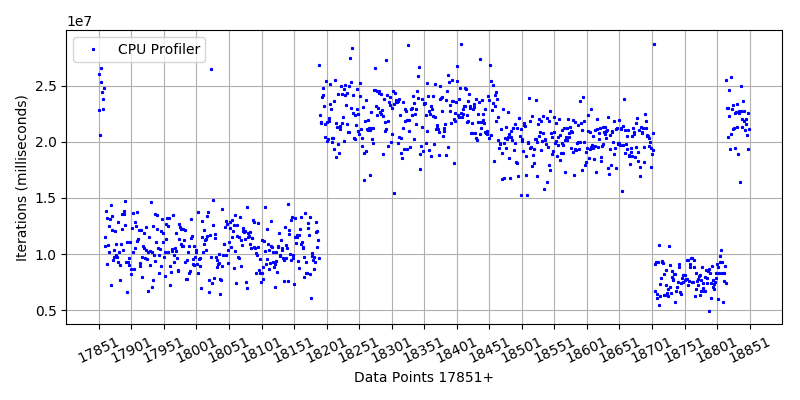 1e7
CPU Profiler
2.5
2.0
1.5
1.0
0.5
Iterations (milliseconds)
17851 17901 17951 18001 18051 18101 18151 18201 18251 18301 18351 18401 18451 18501 18551 18601 18651 18701 18751 18801 18851
Data Points 17851+